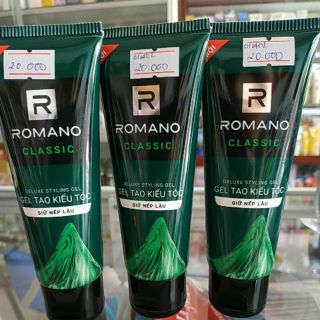 20.000
R
ROMANO
CLASSIC
DELUXE STYLING GEL
GEL TẠO KIỂU TÓC
GIỮ NẾP LÂU
20.000
R
ROMANO
CLASSIC
DELUXE STYLING GEL
GEL TẠO KIỂU TÓC
GIỮ NẾP LÂU
20.000
R
ROMANO
CLASSIC
DELUXE STYLING GEL
GEL TẠO KIỂU TÓC
GIỮ NẾP LÂU